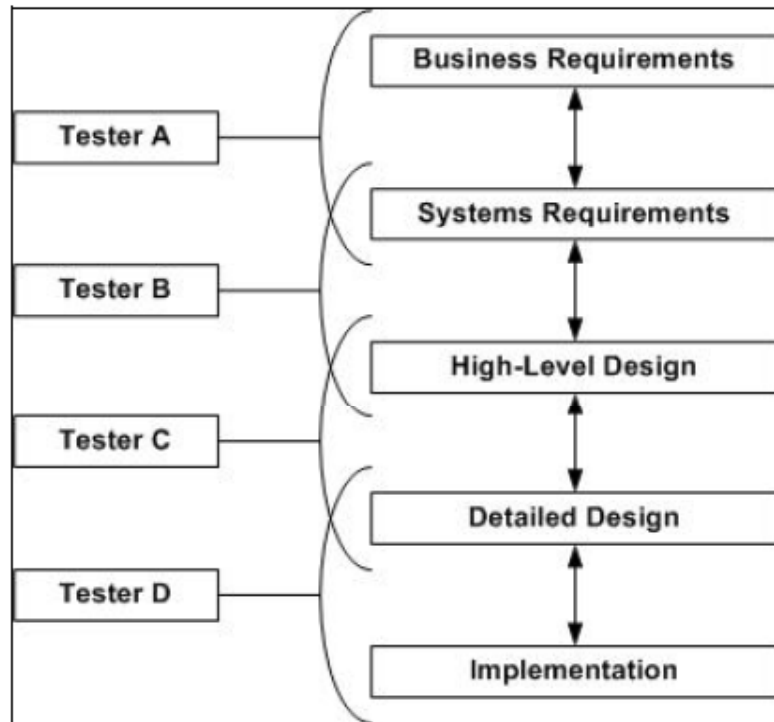 Business Requirements
Tester A
Systems Requirements
Tester B
High-Level Design
Tester C
Detailed Design
Tester D
Implementation